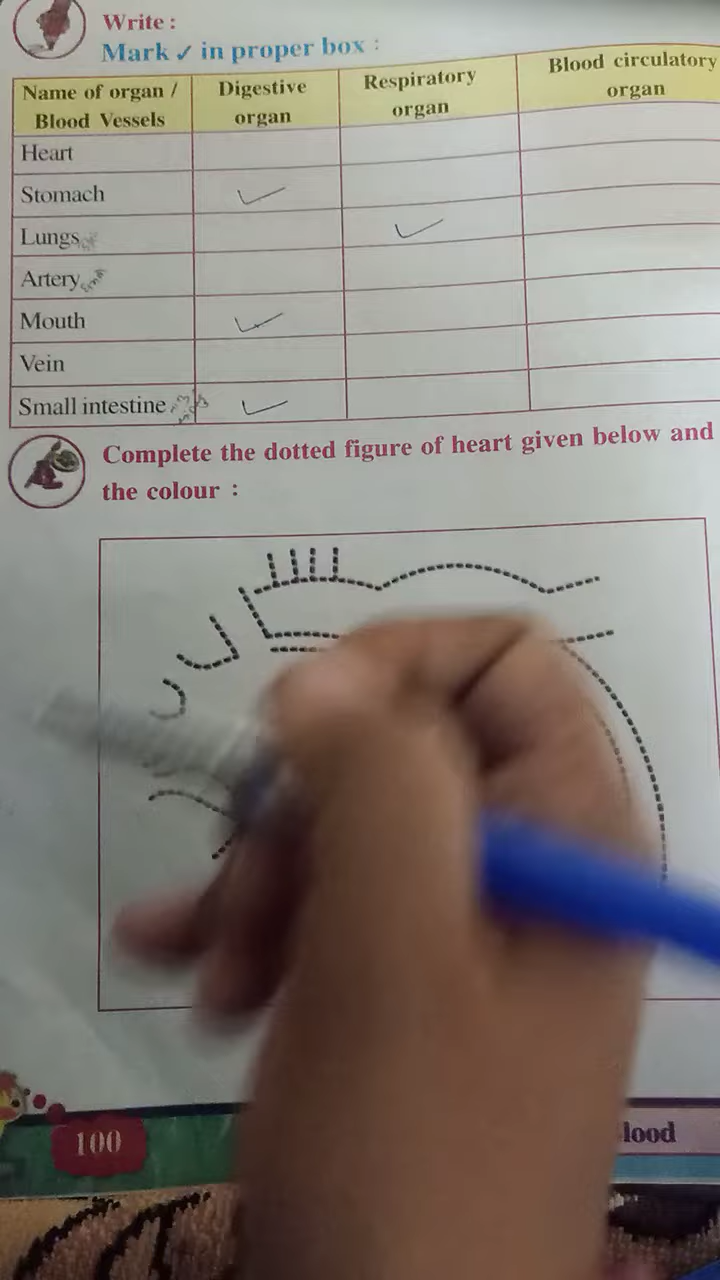 Write :
Mark ✓ in proper box :
Name of organ / Blood Vessels
Digestive organ
Respiratory organ
Blood circulatory organ
Heart
Stomach ✓
Lungs ✓
Artery
Mouth ✓
Vein
Small intestine ✓
Complete the dotted figure of heart given below and
the colour :
100
lood